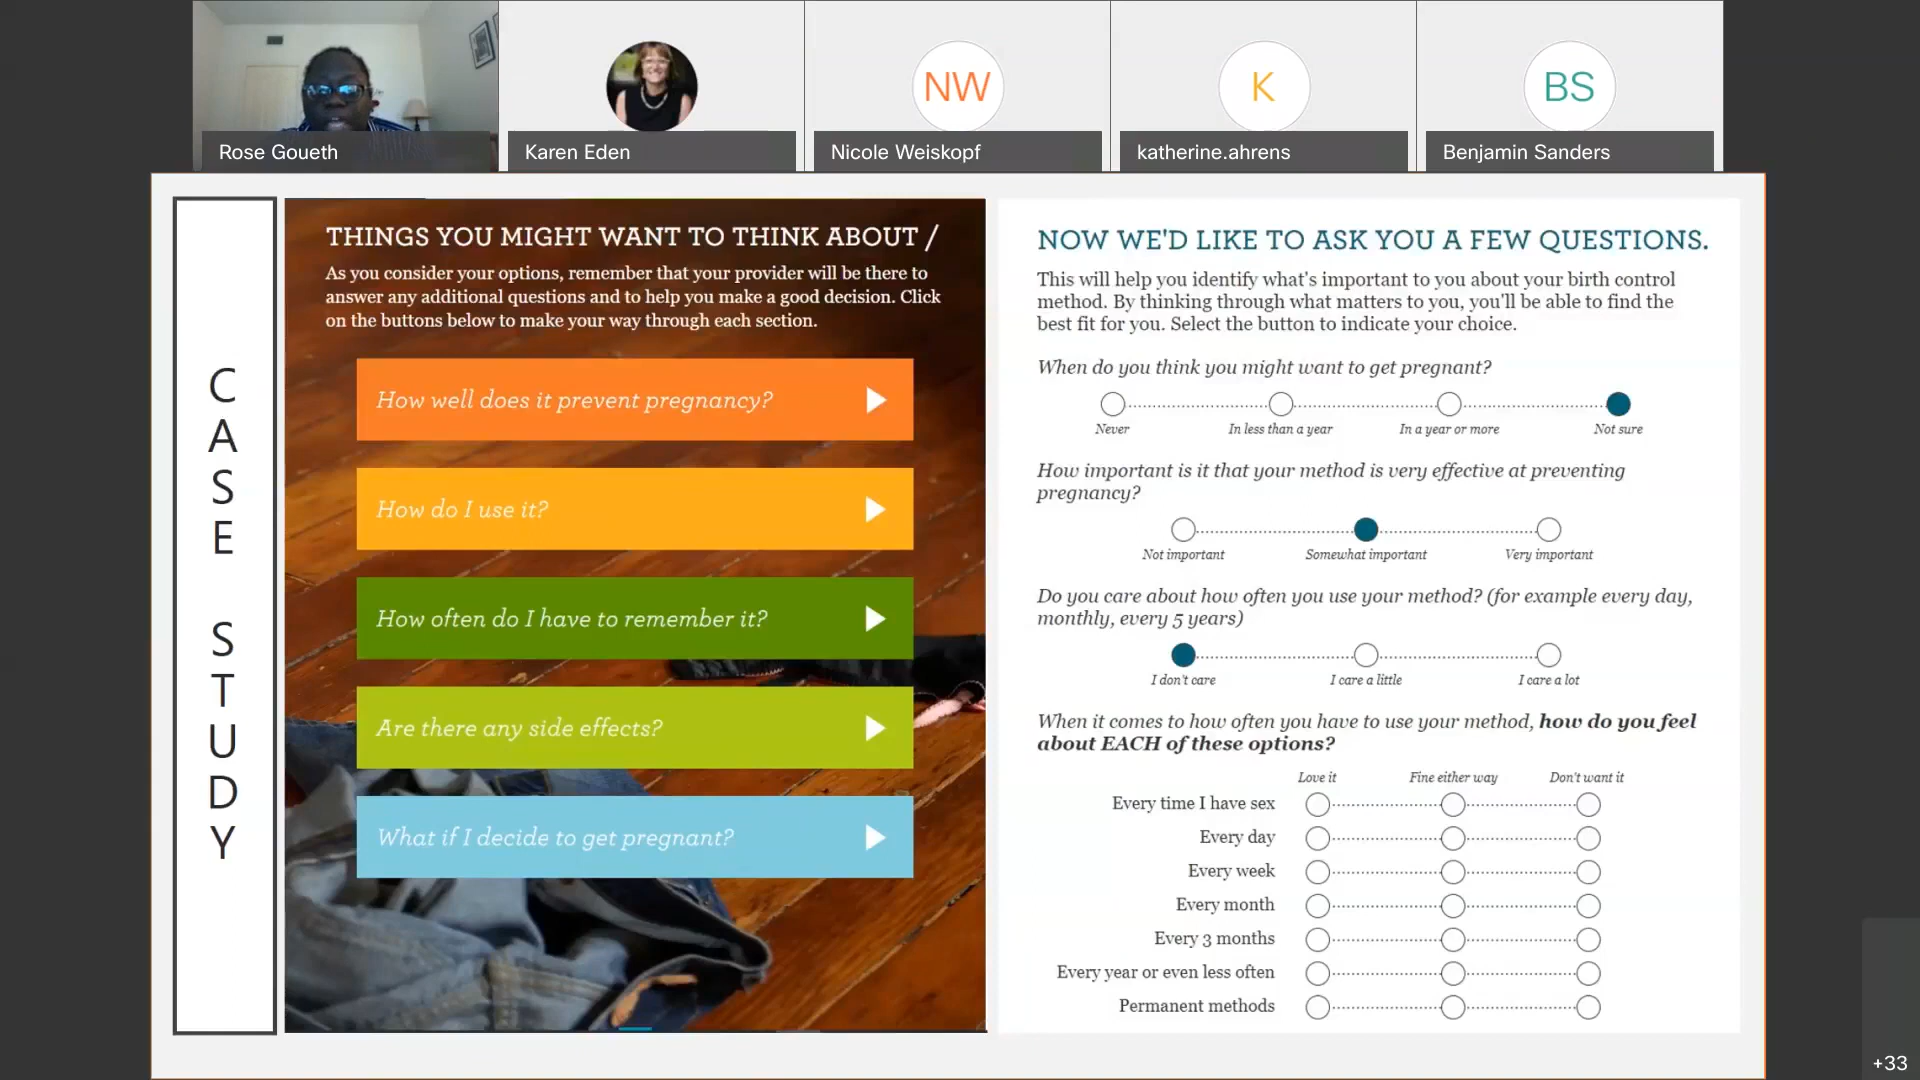 NW
K
BS
Rose Goueth
Karen Eden
Nicole Weiskopf
katherine.ahrens
Benjamin Sanders
CASE STUDY
THINGS YOU MIGHT WANT TO THINK ABOUT /
As you consider your options, remember that your provider will be there to
answer any additional questions and to help you make a good decision. Click
on the buttons below to make your way through each section.
How well does it prevent pregnancy?
How do I use it?
How often do I have to remember it?
Are there any side effects?
What if I decide to get pregnant?
NOW WE'D LIKE TO ASK YOU A FEW QUESTIONS.
This will help you identify what's important to you about your birth control
method. By thinking through what matters to you, you'll be able to find the
best fit for you. Select the button to indicate your choice.
When do you think you might want to get pregnant?
Never In less than a year In a year or more Not sure
How important is it that your method is very effective at preventing
pregnancy?
Not important Somewhat important Very important
Do you care about how often you use your method? (for example every day,
monthly, every 5 years)
I don't care I care a little I care a lot
When it comes to how often you have to use your method, how do you feel
about EACH of these options?
Love it Fine either way Don't want it
Every time I have sex
Every day
Every week
Every month
Every 3 months
Every year or even less often
Permanent methods
+33